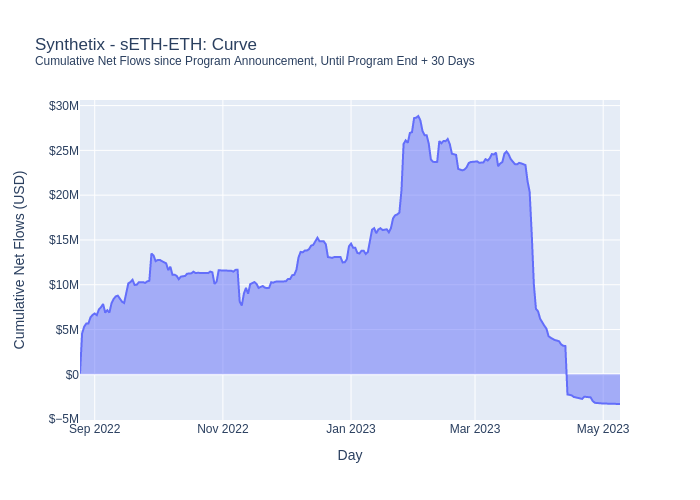 Synthetix - sETH-ETH: Curve
Cumulative Net Flows since Program Announcement, Until Program End + 30 Days
$30M
$25M
$20M
$15M
$10M
$5M
$0
$−5M
Cumulative Net Flows (USD)
Sep 2022 Nov 2022 Jan 2023 Mar 2023 May 2023
Day